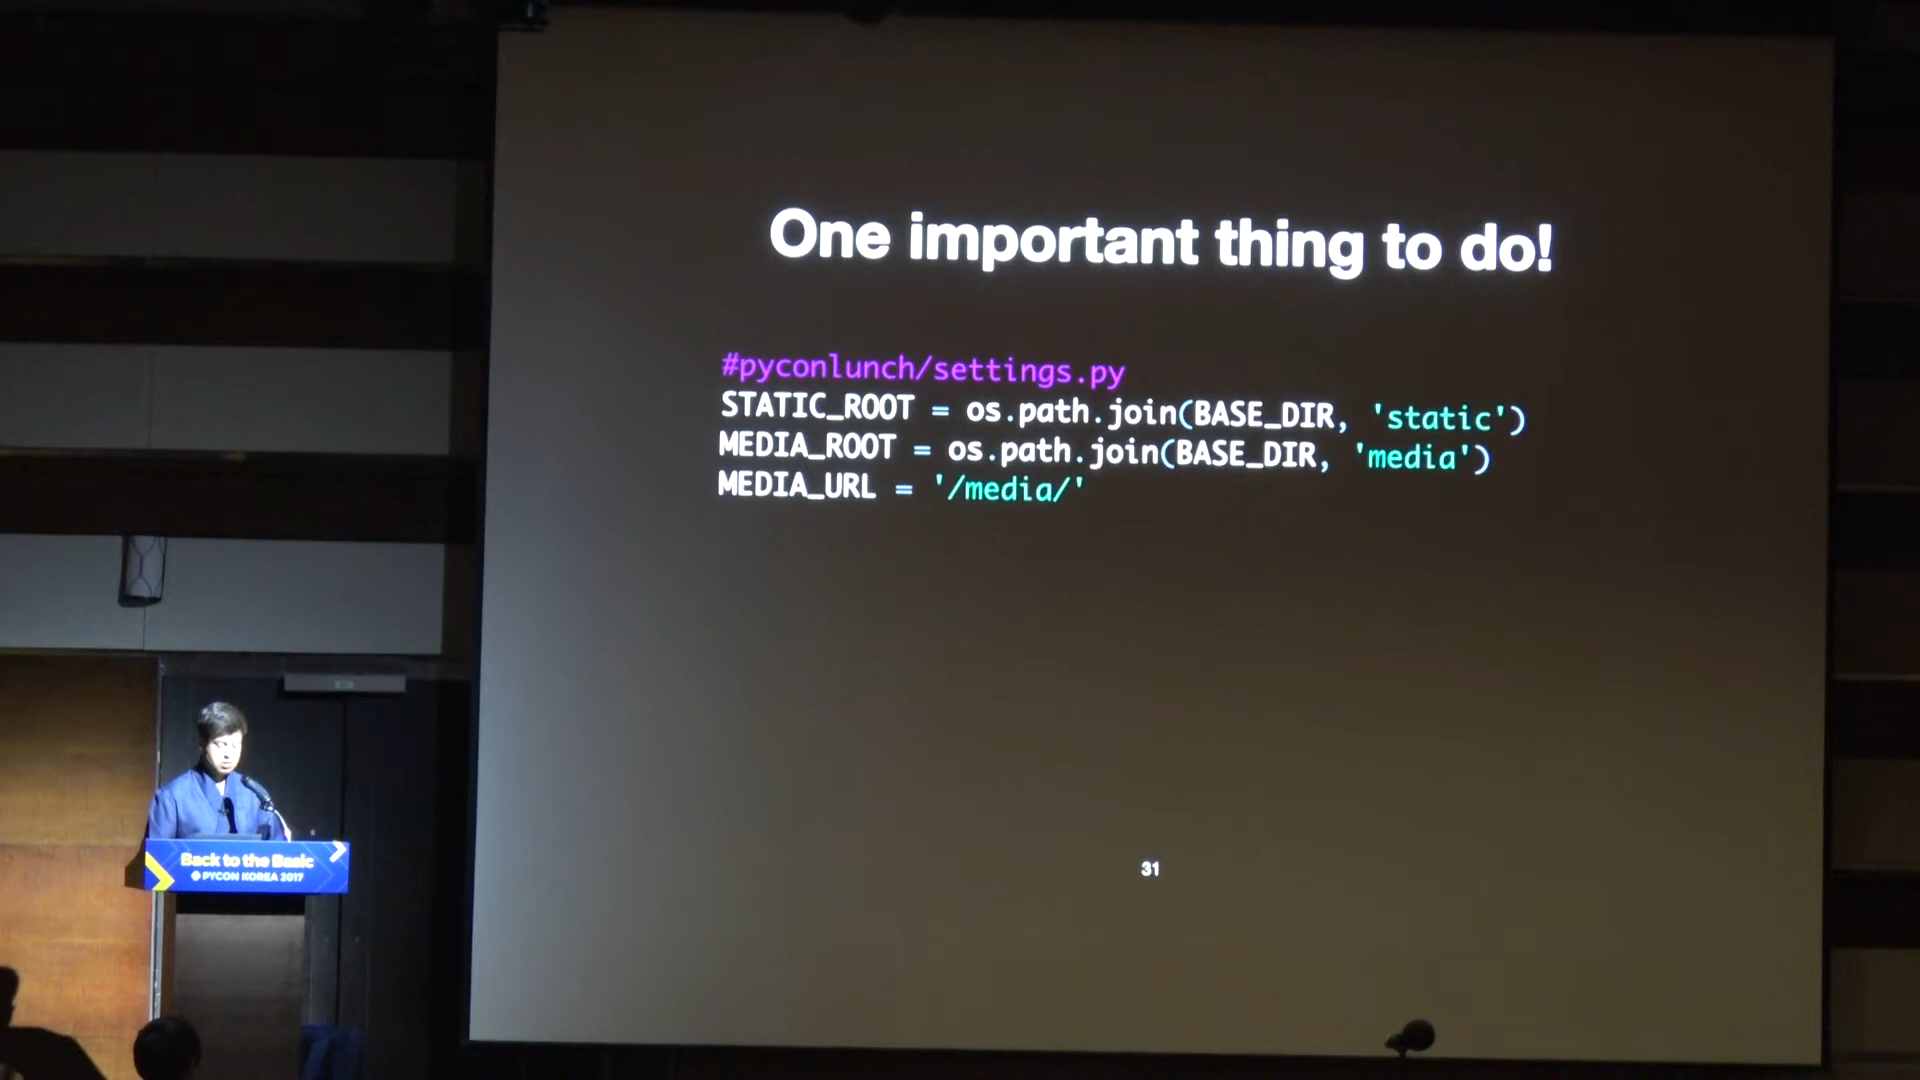 One important thing to do!
#pyconlunch/settings.py
STATIC_ROOT = os.path.join(BASE_DIR, 'static')
MEDIA_ROOT = os.path.join(BASE_DIR, 'media')
MEDIA_URL = '/media/'
31
Back to the Basic
PYCON KOREA 2017